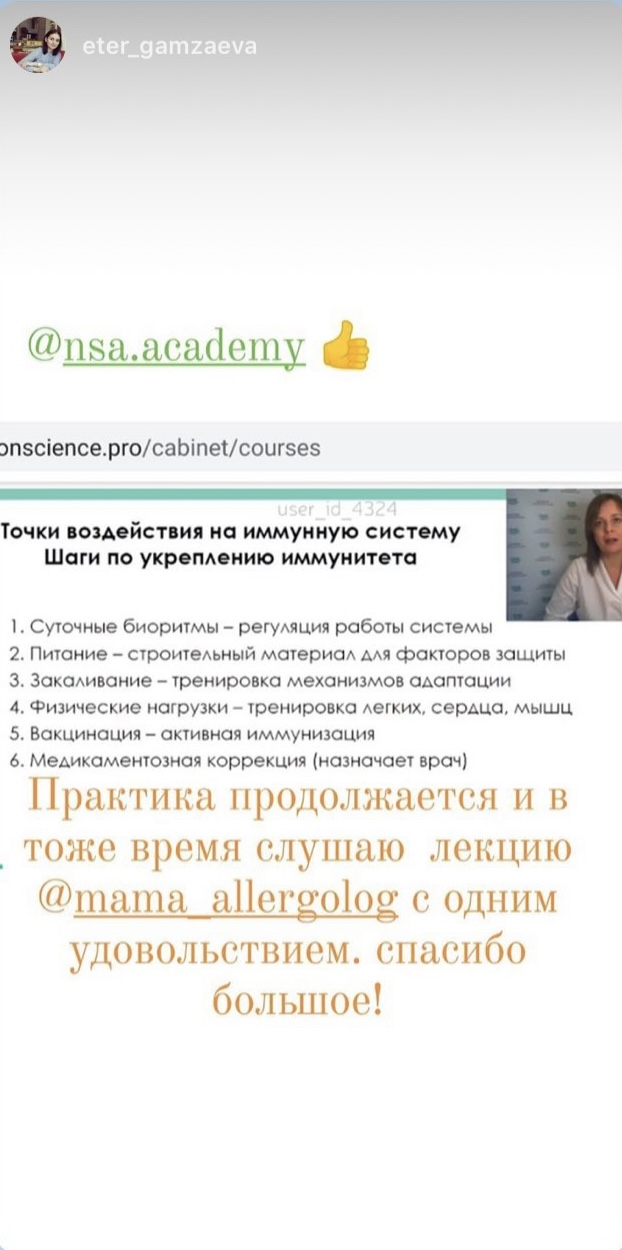 eter_gamzaeva
@nsa.academy 👍
onscience.pro/cabinet/courses
user_id_4324
Точки воздействия на иммунную систему
Шаги по укреплению иммунитета
1. Суточные биоритмы – регуляция работы системы
2. Питание – строительный материал для факторов защиты
3. Закаливание – тренировка механизмов адаптации
4. Физические нагрузки – тренировка легких, сердца, мышц
5. Вакцинация – активная иммунизация
6. Медикаментозная коррекция (назначает врач)
Практика продолжается и в
тоже время слушаю лекцию
@mama_allergolog с одним
удовольствием. спасибо
большое!